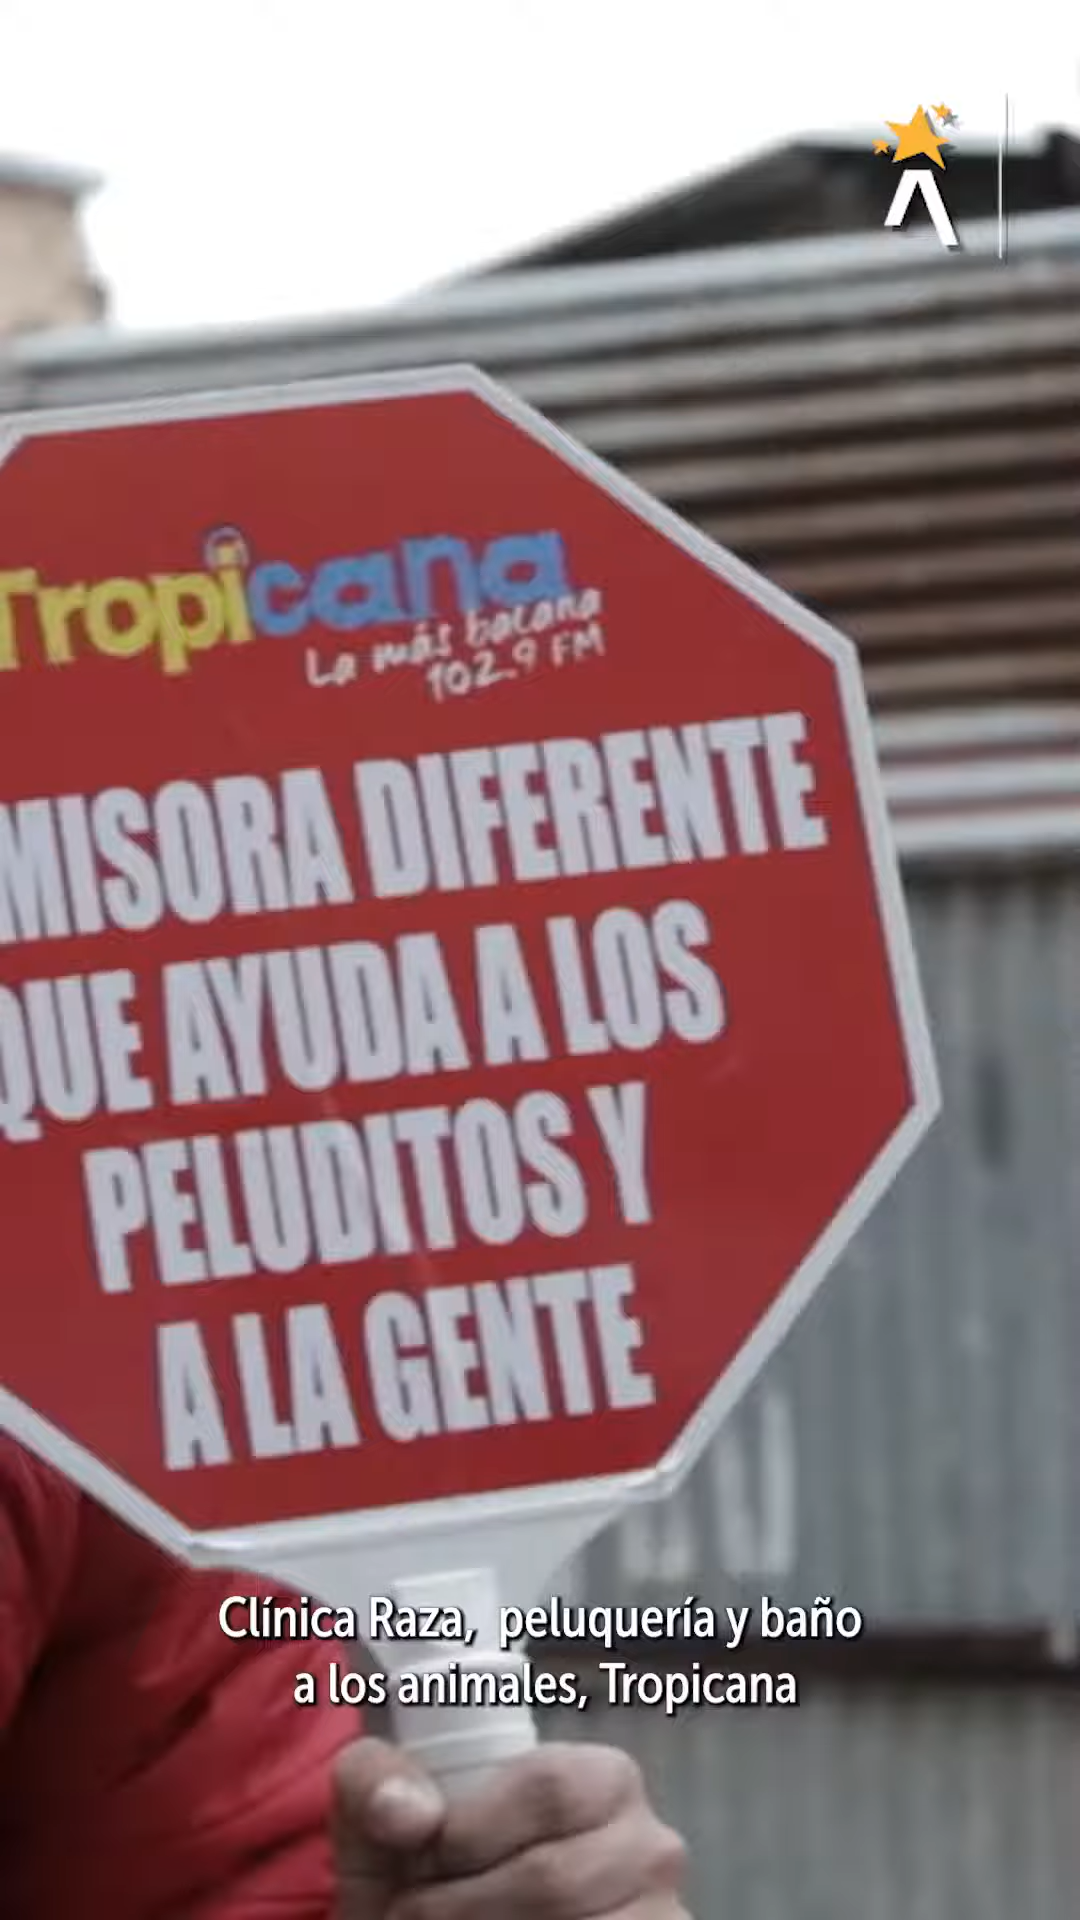 Tropicana
La más bacana
102.9 FM
MISORA DIFERENTE
QUE AYUDA A LOS
PELUDITOS Y
A LA GENTE
Clínica Raza, peluquería y baño
a los animales, Tropicana